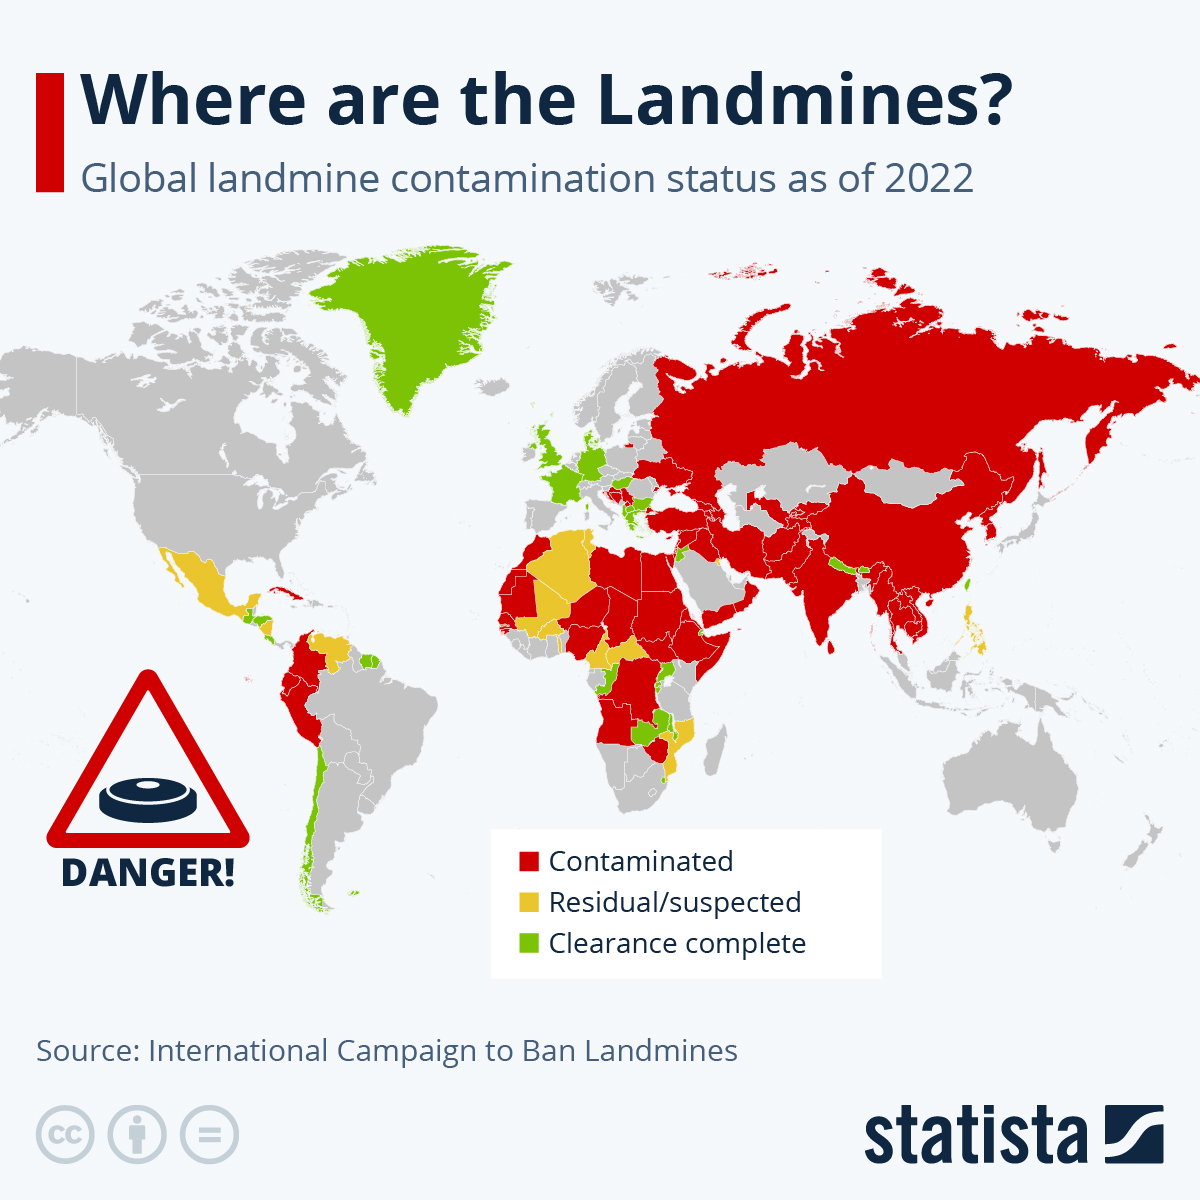 Where are the Landmines?
Global landmine contamination status as of 2022
DANGER!
Contaminated
Residual/suspected
Clearance complete
Source: International Campaign to Ban Landmines
cc
statista